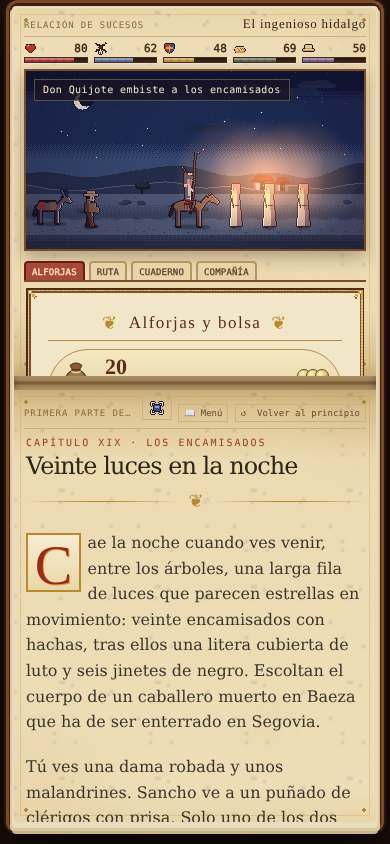 RELACIÓN DE SUCESOS
El ingenioso hidalgo
80 62 48 69 50
Don Quijote embiste a los encamisados
ALFORJAS RUTA CUADERNO COMPAÑÍA
Alforjas y bolsa
20
PRIMERA PARTE DE… Menú ↺ Volver al principio
CAPÍTULO XIX · LOS ENCAMISADOS
Veinte luces en la noche
Cae la noche cuando ves venir,
entre los árboles, una larga fila
de luces que parecen estrellas en
movimiento: veinte encamisados con
hachas, tras ellos una litera cubierta de
luto y seis jinetes de negro. Escoltan el
cuerpo de un caballero muerto en Baeza
que ha de ser enterrado en Segovia.
Tú ves una dama robada y unos
malandrines. Sancho ve a un puñado de
clérigos con prisa. Solo uno de los dos